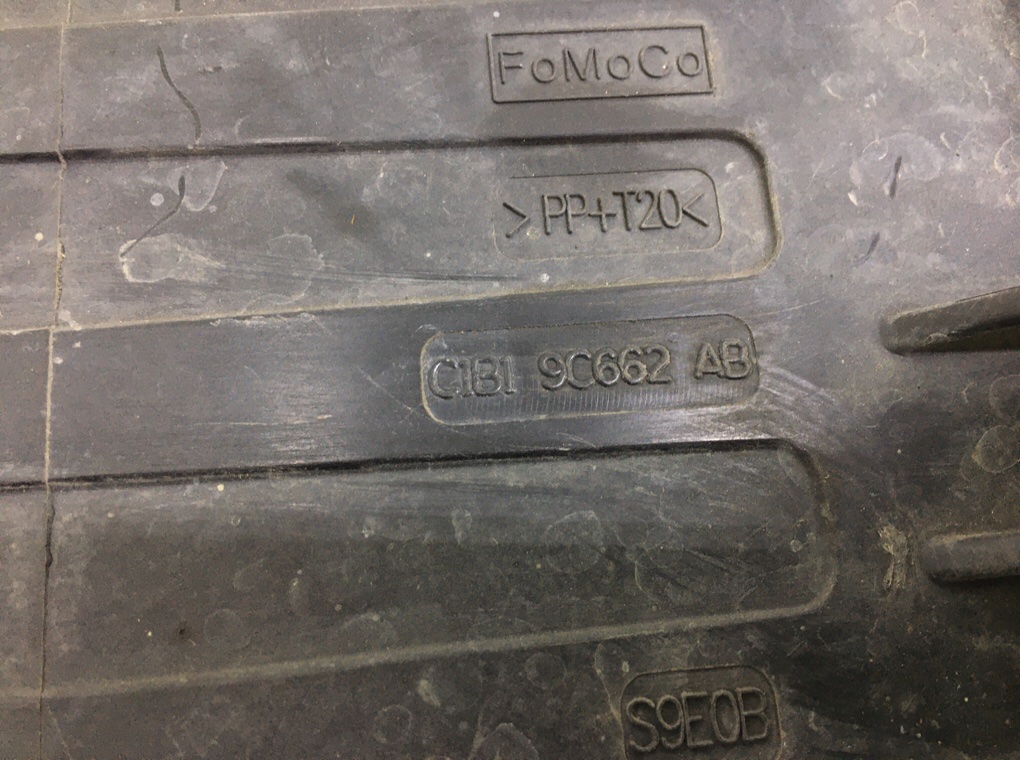 FoMoCo
>PP+T20<
C1B1 9C662 AB
S9E0B